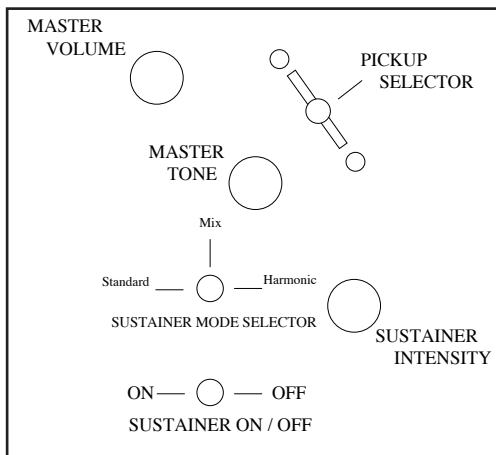 MASTER
VOLUME
PICKUP
SELECTOR
MASTER
TONE
Mix
Standard
Harmonic
SUSTAINER MODE SELECTOR
SUSTAINER
INTENSITY
ON
OFF
SUSTAINER ON / OFF